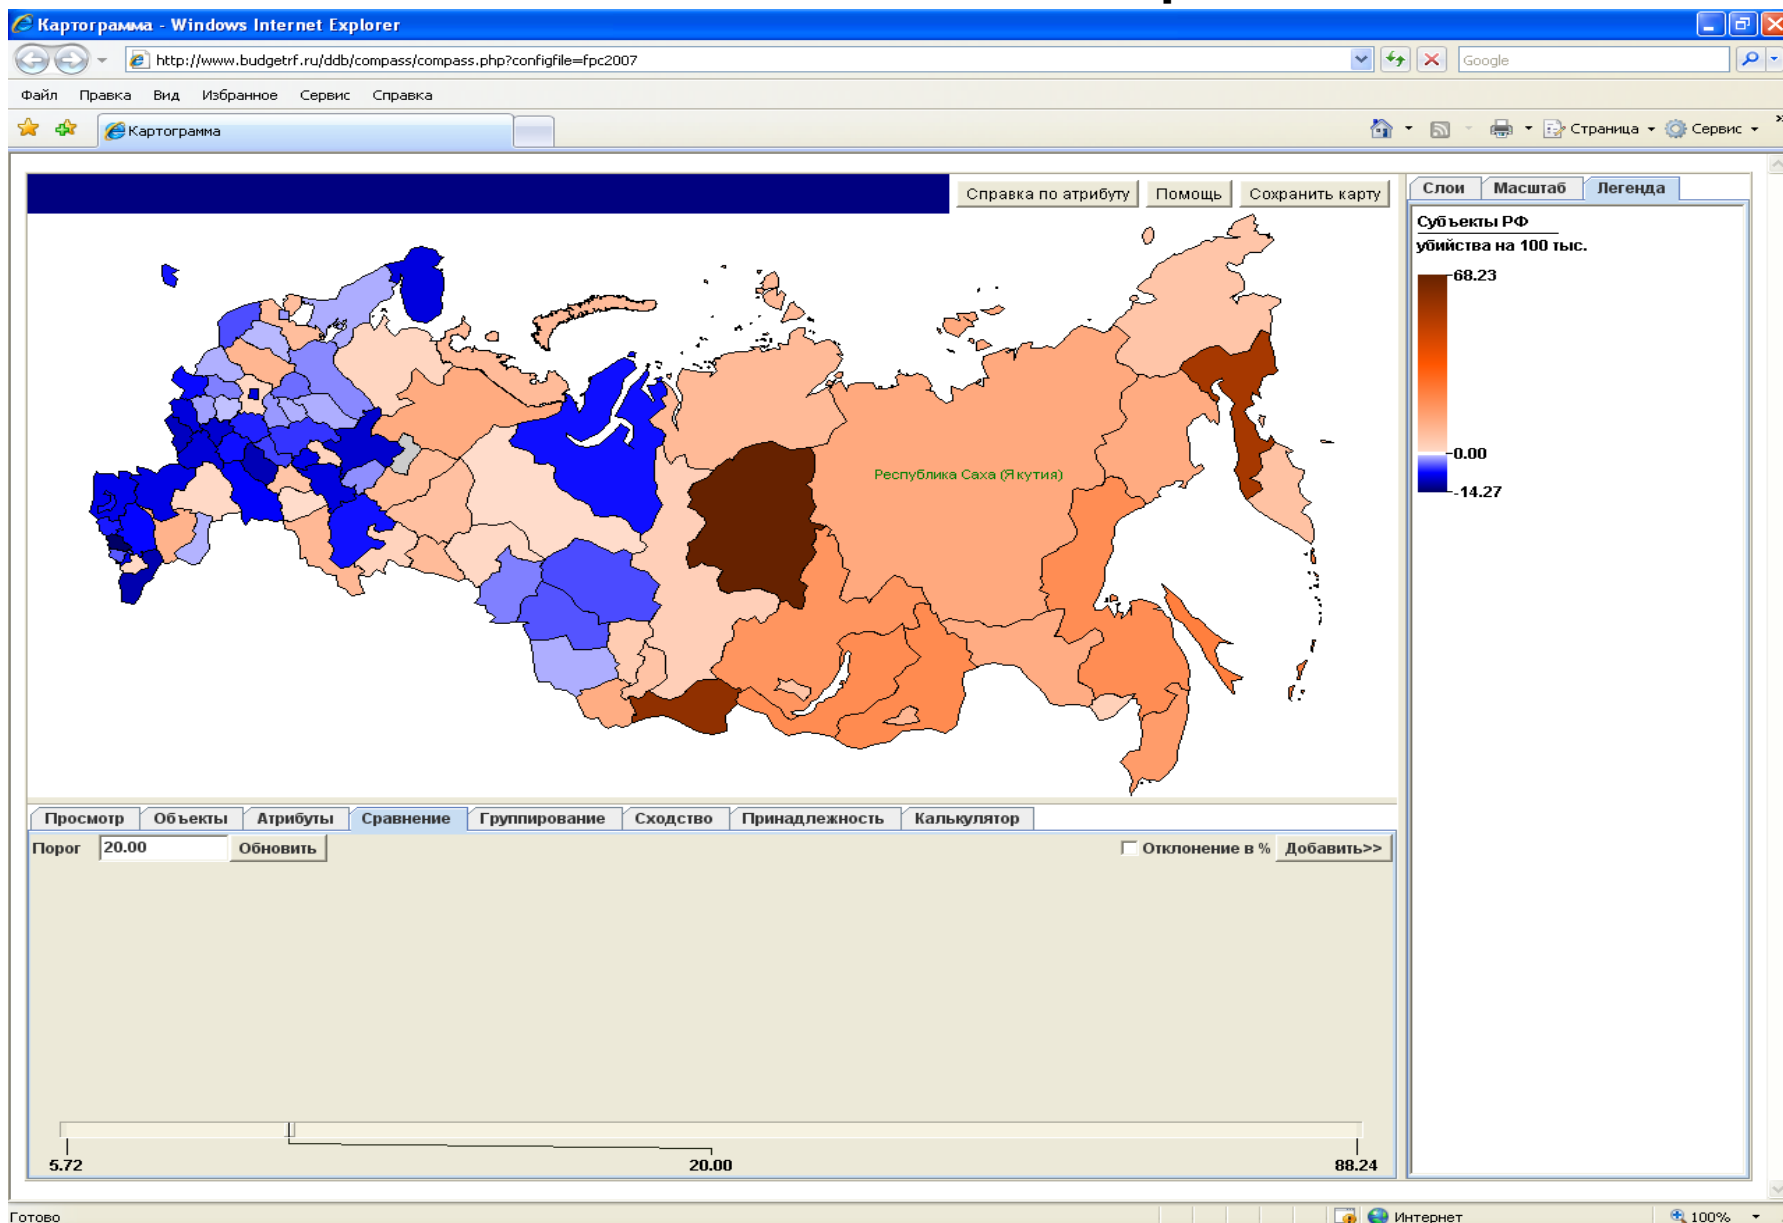 Картограмма - Windows Internet Explorer
http://www.budgetrf.ru/ddb/compass/compass.php?configfile=fpc2007
Google
Файл Правка Вид Избранное Сервис Справка
Картограмма
Страница Сервис
Справка по атрибуту Помощь Сохранить карту
Слои Масштаб Легенда
Субъекты РФ
убийства на 100 тыс.
68.23
0.00
-14.27
Республика Саха (Якутия)
Просмотр Объекты Атрибуты Сравнение Группирование Сходство Принадлежность Калькулятор
Порог 20.00 Обновить Отклонение в % Добавить>>
5.72 20.00 88.24
Готово Интернет 100%